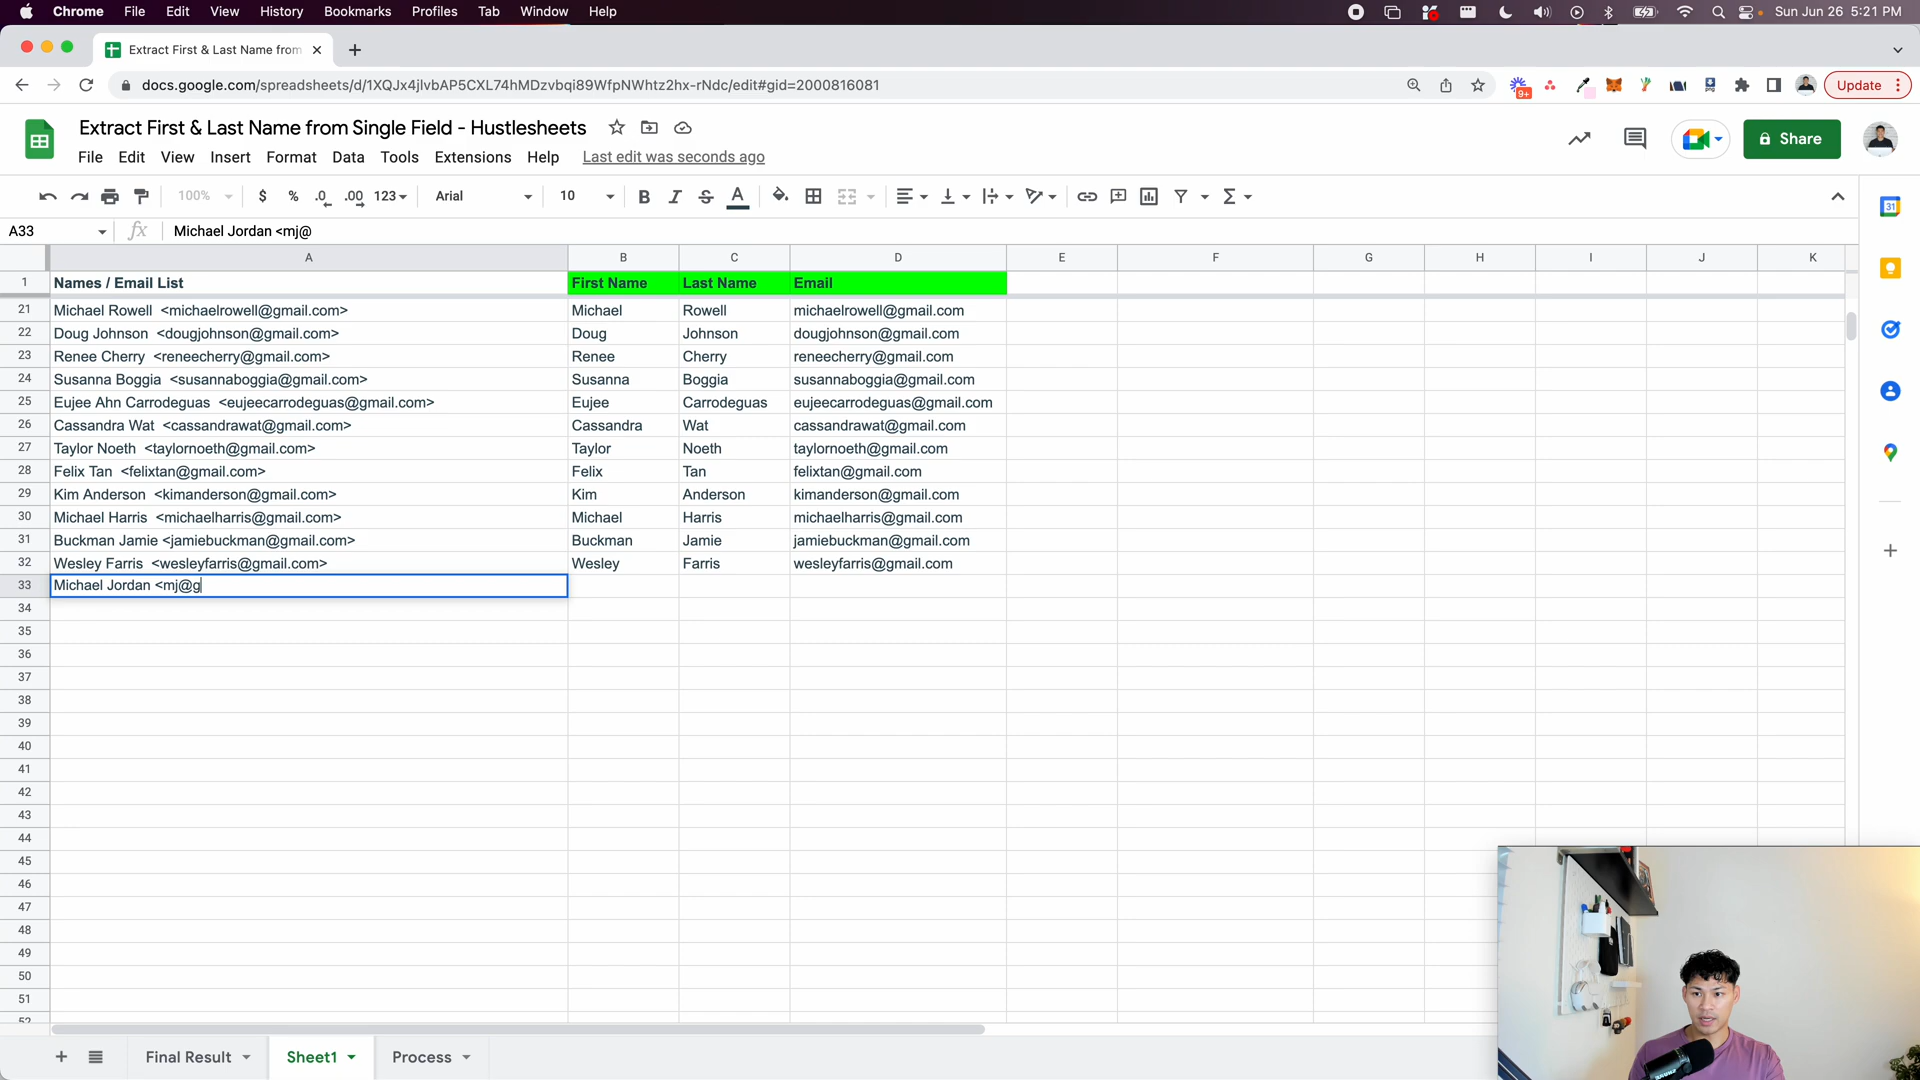 Chrome File Edit View History Bookmarks Profiles Tab Window Help Sun Jun 26 5:21 PM
Extract First & Last Name from
docs.google.com/spreadsheets/d/1XQJx4jlvbAP5CXL74hMDzvbqi89WfpNWhtz2hx-rNdc/edit#gid=2000816081 9+ Update
Extract First & Last Name from Single Field - Hustlesheets
File Edit View Insert Format Data Tools Extensions Help Last edit was seconds ago Share
100% $ % .0 .00 123 Arial 10 B I S A Σ 31
A33 fx Michael Jordan <mj@
A B C D E F G H I J K
1 Names / Email List First Name Last Name Email
21 Michael Rowell <michaelrowell@gmail.com> Michael Rowell michaelrowell@gmail.com
22 Doug Johnson <dougjohnson@gmail.com> Doug Johnson dougjohnson@gmail.com
23 Renee Cherry <reneecherry@gmail.com> Renee Cherry reneecherry@gmail.com
24 Susanna Boggia <susannaboggia@gmail.com> Susanna Boggia susannaboggia@gmail.com
25 Eujee Ahn Carrodeguas <eujeecarrodeguas@gmail.com> Eujee Carrodeguas eujeecarrodeguas@gmail.com
26 Cassandra Wat <cassandrawat@gmail.com> Cassandra Wat cassandrawat@gmail.com
27 Taylor Noeth <taylornoeth@gmail.com> Taylor Noeth taylornoeth@gmail.com
28 Felix Tan <felixtan@gmail.com> Felix Tan felixtan@gmail.com
29 Kim Anderson <kimanderson@gmail.com> Kim Anderson kimanderson@gmail.com
30 Michael Harris <michaelharris@gmail.com> Michael Harris michaelharris@gmail.com
31 Buckman Jamie <jamiebuckman@gmail.com> Buckman Jamie jamiebuckman@gmail.com
32 Wesley Farris <wesleyfarris@gmail.com> Wesley Farris wesleyfarris@gmail.com
33 Michael Jordan <mj@g
34
35
36
37
38
39
40
41
42
43
44
45
46
47
48
49
50
51
52
Final Result Sheet1 Process